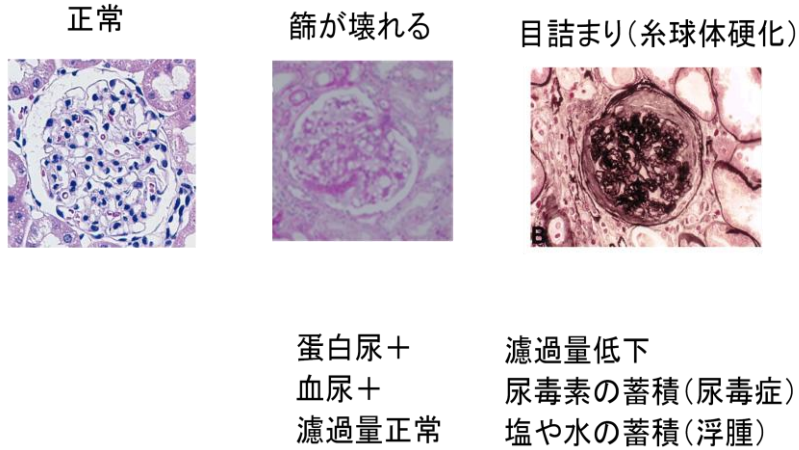 正常
篩が壊れる
目詰まり(糸球体硬化)
B
蛋白尿＋
血尿＋
濾過量正常
濾過量低下
尿毒素の蓄積(尿毒症)
塩や水の蓄積(浮腫)